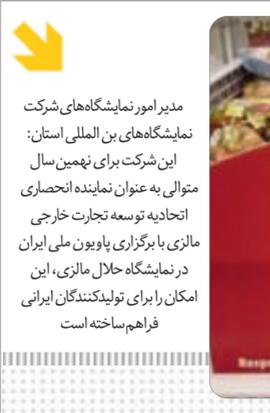 مدیر امور نمایشگاه‌های شرکت
نمایشگاه‌های بن المللی استان:
این شرکت برای نهمین سال
متوالی به عنوان نماینده انحصاری
اتحادیه توسعه تجارت خارجی
مالزی با برگزاری پاویون ملی ایران
در نمایشگاه حلال مالزی، این
امکان را برای تولیدکنندگان ایرانی
فراهم ساخته است